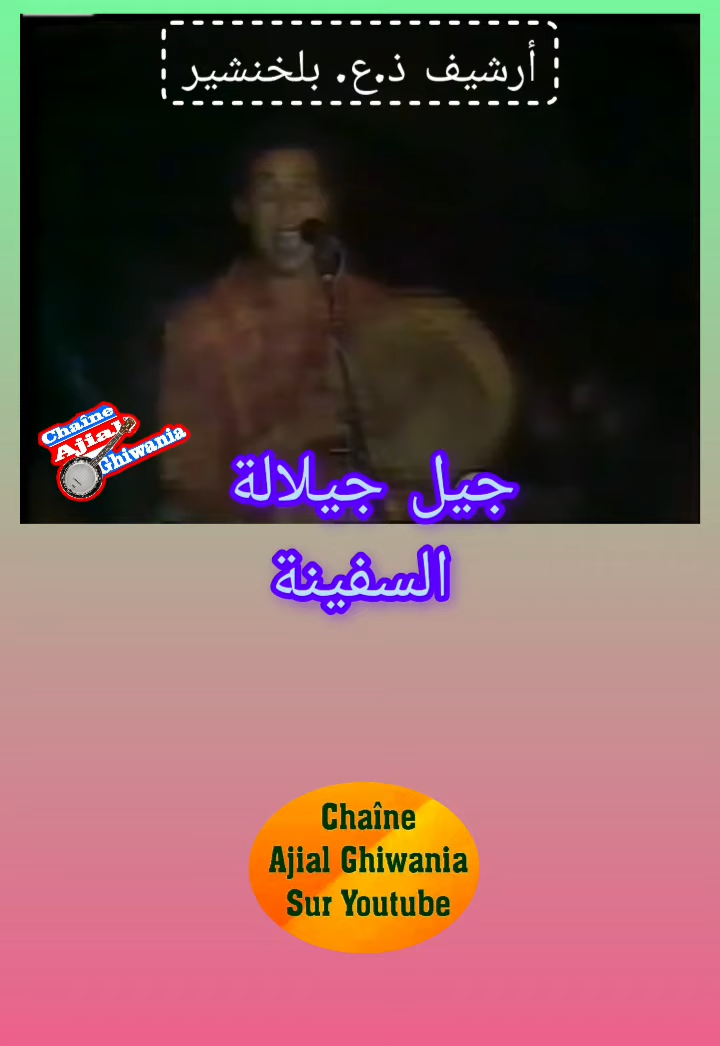 أرشيف ذ.ع. بلخنشير
Chaîne
Ajial
Ghiwania
جيل جيلالة
السفينة
Chaîne
Ajial Ghiwania
Sur Youtube